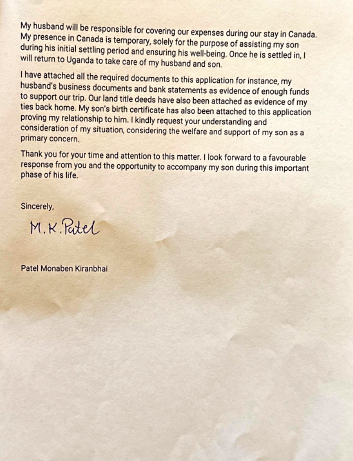 My husband will be responsible for covering our expenses during our stay in Canada.
My presence in Canada is temporary, solely for the purpose of assisting my son
during his initial settling period and ensuring his well-being. Once he is settled in, I
will return to Uganda to take care of my husband and son.
I have attached all the required documents to this application for instance, my
husband's business documents and bank statements as evidence of enough funds
to support our trip. Our land title deeds have also been attached as evidence of my
ties back home. My son's birth certificate has also been attached to this application
proving my relationship to him. I kindly request your understanding and
consideration of my situation, considering the welfare and support of my son as a
primary concern.
Thank you for your time and attention to this matter. I look forward to a favourable
response from you and the opportunity to accompany my son during this important
phase of his life.
Sincerely,
M.K.Patel
Patel Monaben Kiranbhai